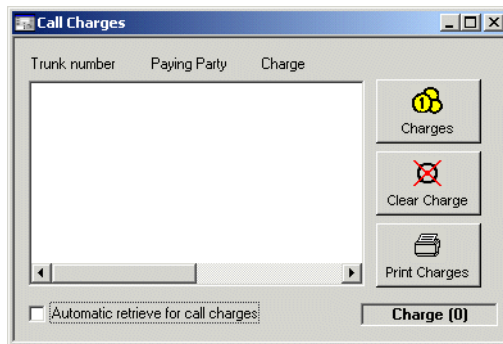 Call Charges
Trunk number Paying Party Charge
Charges
Clear Charge
Print Charges
Automatic retrieve for call charges
Charge (0)